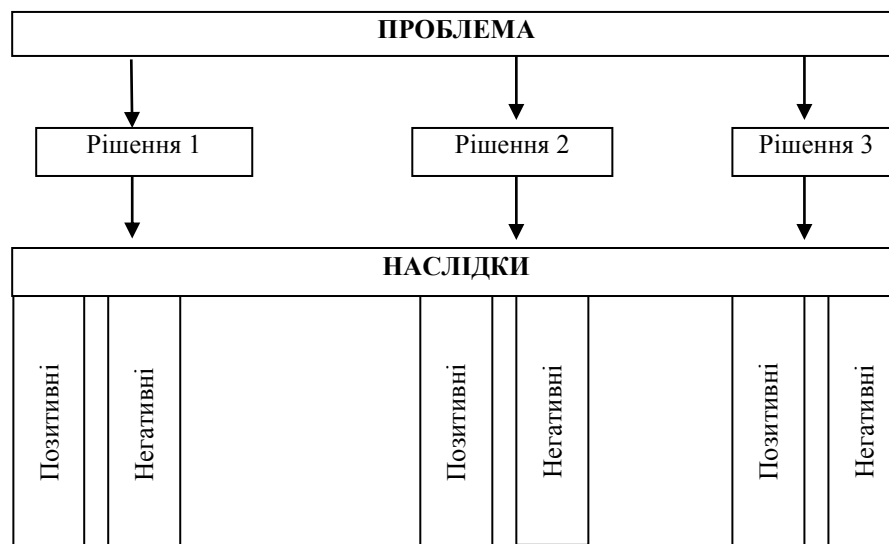 ПРОБЛЕМА
Рішення 1
Рішення 2
Рішення 3
НАСЛІДКИ
Позитивні
Негативні
Позитивні
Негативні
Позитивні
Негативні